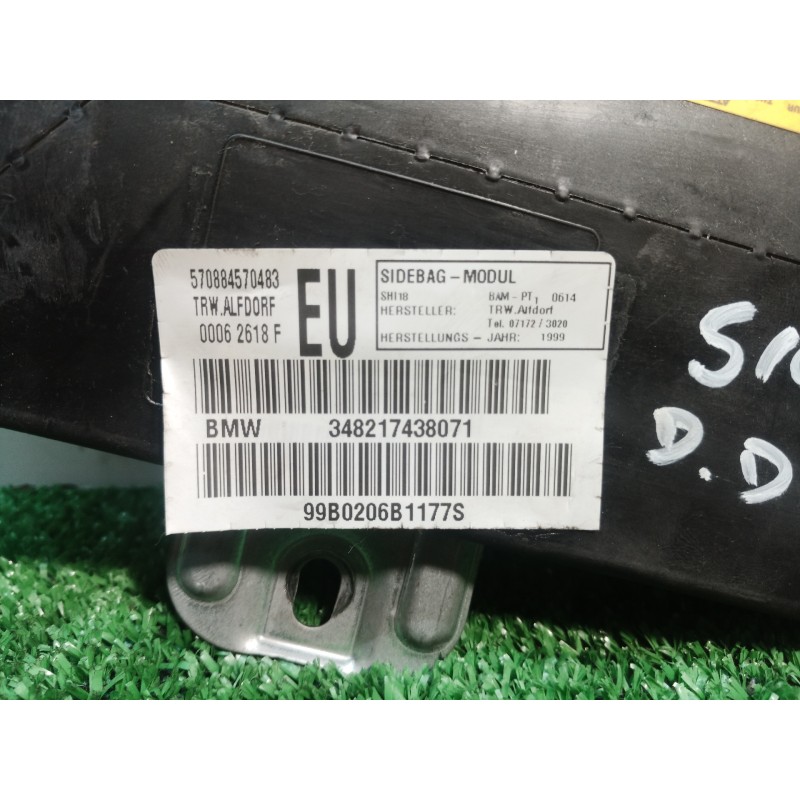 570884570483
TRW.ALFDORF
0006 2618 F
EU
SIDEBAG-MODUL
SHI18 BAM-PT1 0614
HERSTELLER: TRW.Alfdorf
Tel. 07172 / 3020
HERSTELLUNGS - JAHR: 1999
BMW 348217438071
99B0206B1177S
D.D